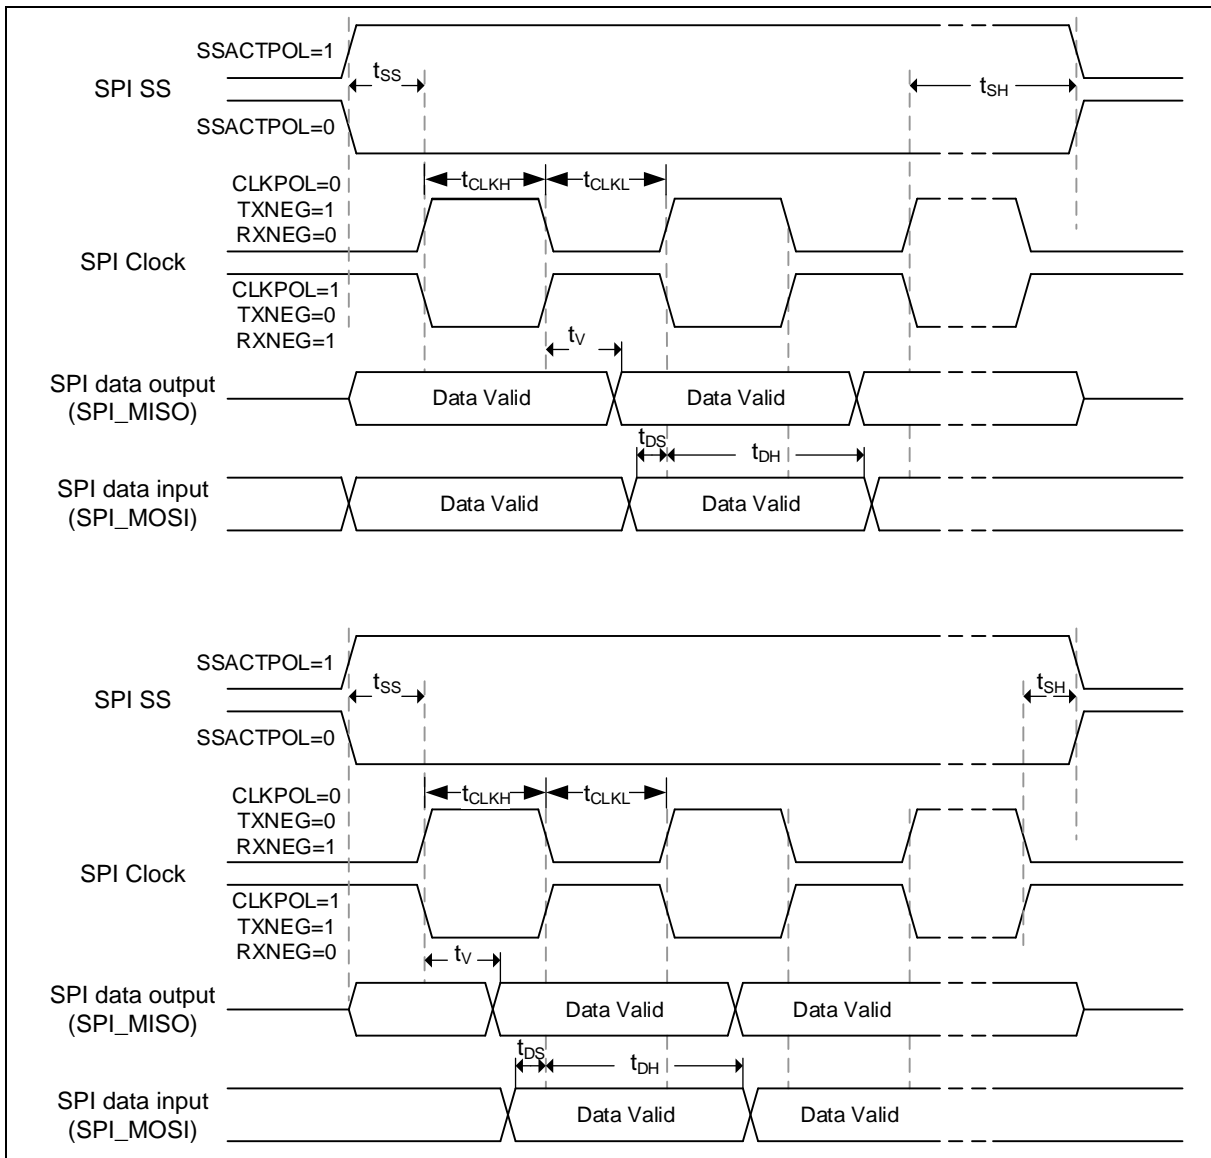 SSACTPOL=1
SPI SS
tSS
tSH
SSACTPOL=0
CLKPOL=0
TXNEG=1
RXNEG=0
tCLKH
tCLKL
SPI Clock
CLKPOL=1
TXNEG=0
RXNEG=1
tV
SPI data output
(SPI_MISO)
Data Valid
Data Valid
tDS
tDH
SPI data input
(SPI_MOSI)
Data Valid
Data Valid
SSACTPOL=1
SPI SS
tSS
tSH
SSACTPOL=0
CLKPOL=0
TXNEG=0
RXNEG=1
tCLKH
tCLKL
SPI Clock
CLKPOL=1
TXNEG=1
RXNEG=0
tV
SPI data output
(SPI_MISO)
Data Valid
Data Valid
tDS
tDH
SPI data input
(SPI_MOSI)
Data Valid
Data Valid